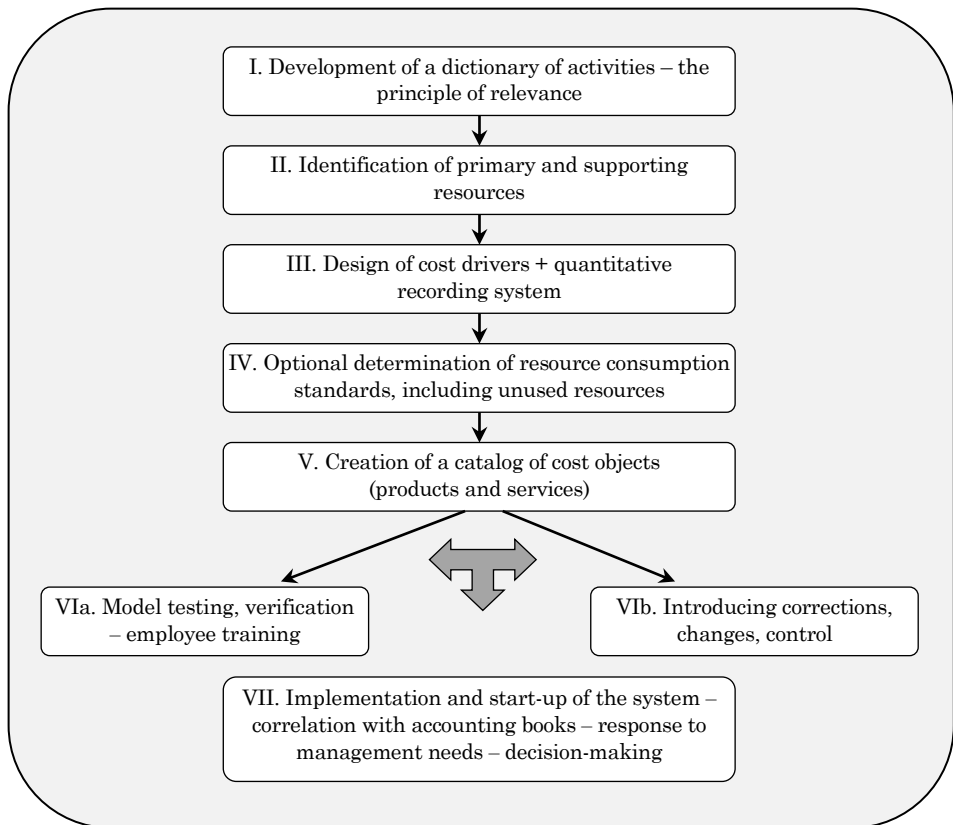 I. Development of a dictionary of activities – the
principle of relevance
II. Identification of primary and supporting
resources
III. Design of cost drivers + quantitative
recording system
IV. Optional determination of resource consumption
standards, including unused resources
V. Creation of a catalog of cost objects
(products and services)
VIa. Model testing, verification
– employee training
VIb. Introducing corrections,
changes, control
VII. Implementation and start-up of the system –
correlation with accounting books – response to
management needs – decision-making